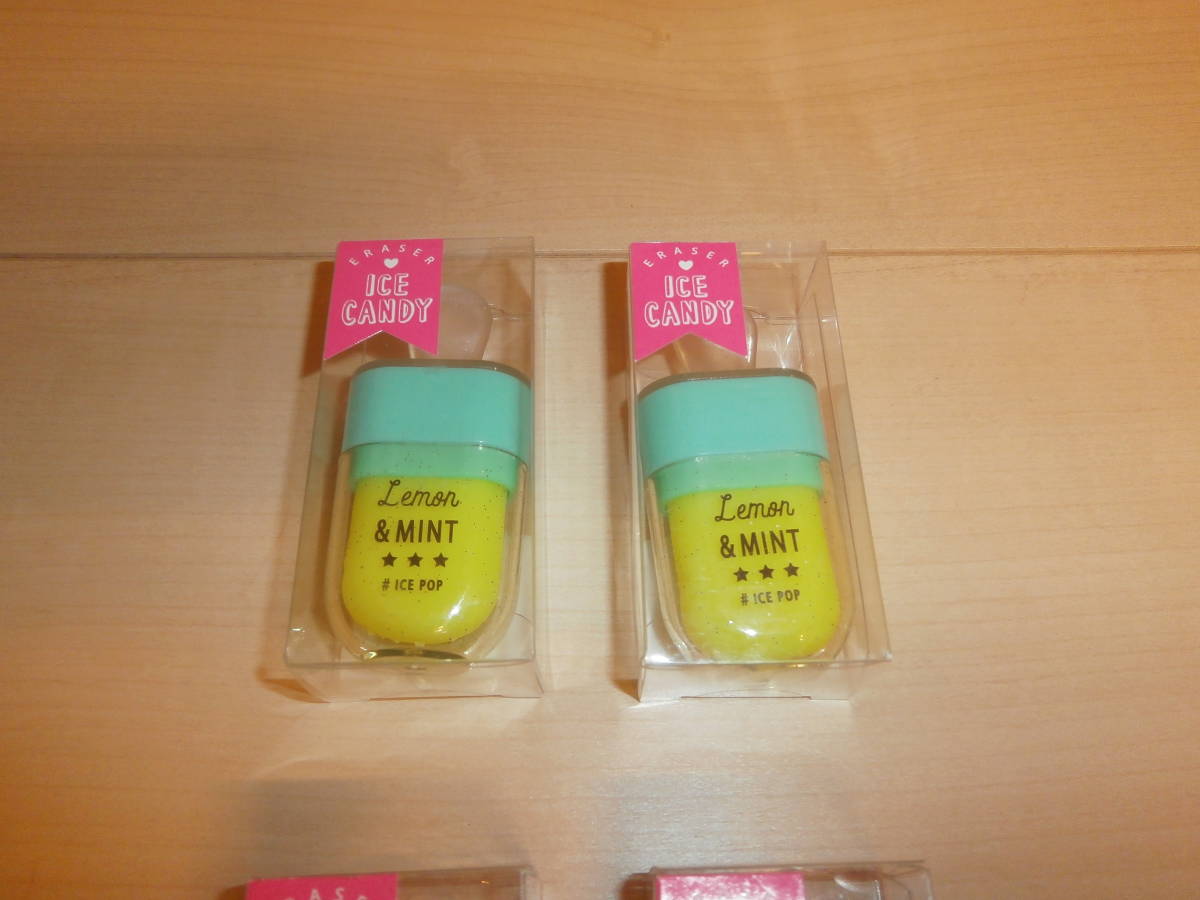 ERASER
ICE
CANDY
Lemon
& MINT
★★★
# ICE POP
ERASER
ICE
CANDY
Lemon
& MINT
★★★
# ICE POP